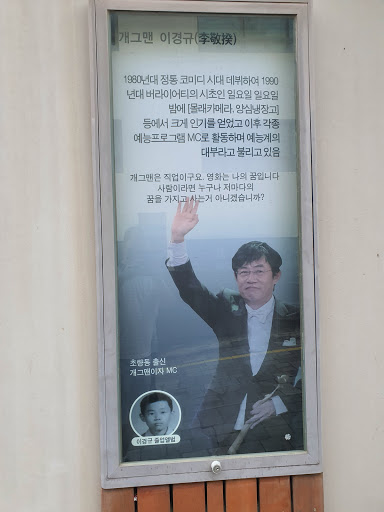 개그맨 이경규(李敬揆)
1980년대 정통 코미디 시대 데뷔하여 1990
년대 버라이어티의 시초인 일요일 일요일
밤에 [몰래카메라, 양심냉장고]
등에서 크게 인기를 얻었고 이후 각종
예능프로그램 MC로 활동하며 예능계의
대부라고 불리고 있음
개그맨은 직업이구요. 영화는 나의 꿈입니다
사람이라면 누구나 저마다의
꿈을 가지고 사는거 아니겠습니까?
초량동 출신
개그맨이자 MC
이경규 졸업앨범